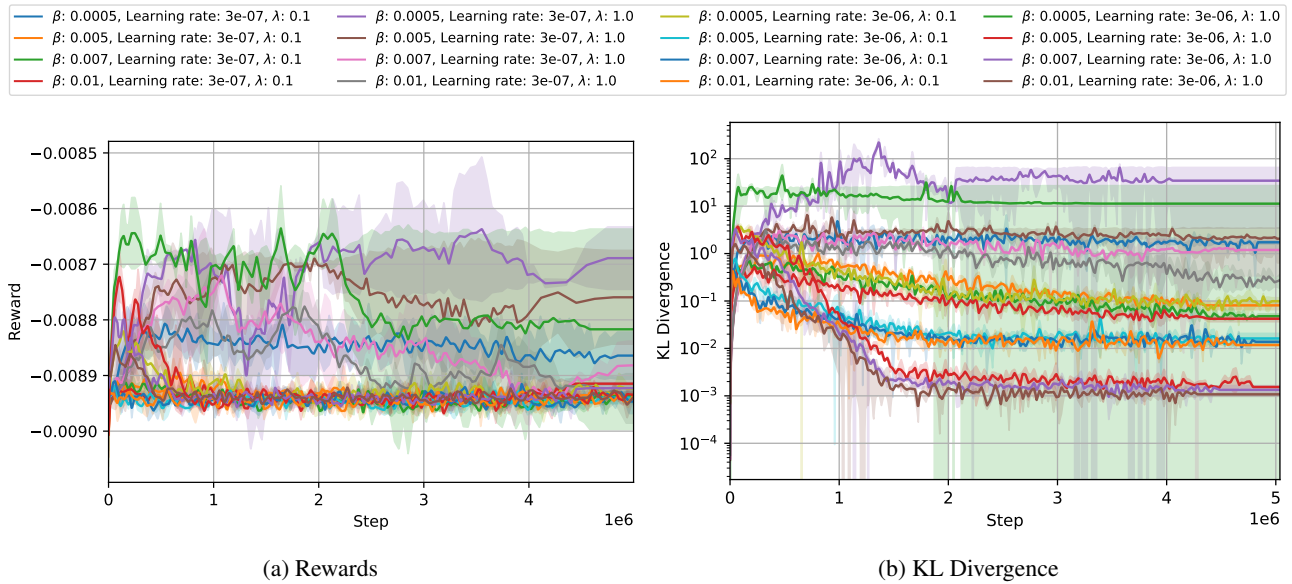 β: 0.0005, Learning rate: 3e-07, λ: 0.1 β: 0.0005, Learning rate: 3e-07, λ: 1.0 β: 0.0005, Learning rate: 3e-06, λ: 0.1 β: 0.0005, Learning rate: 3e-06, λ: 1.0
β: 0.005, Learning rate: 3e-07, λ: 0.1 β: 0.005, Learning rate: 3e-07, λ: 1.0 β: 0.005, Learning rate: 3e-06, λ: 0.1 β: 0.005, Learning rate: 3e-06, λ: 1.0
β: 0.007, Learning rate: 3e-07, λ: 0.1 β: 0.007, Learning rate: 3e-07, λ: 1.0 β: 0.007, Learning rate: 3e-06, λ: 0.1 β: 0.007, Learning rate: 3e-06, λ: 1.0
β: 0.01, Learning rate: 3e-07, λ: 0.1 β: 0.01, Learning rate: 3e-07, λ: 1.0 β: 0.01, Learning rate: 3e-06, λ: 0.1 β: 0.01, Learning rate: 3e-06, λ: 1.0
−0.0085
−0.0086
−0.0087
−0.0088
−0.0089
−0.0090
Reward
0 1 2 3 4
1e6
Step
(a) Rewards
10²
10¹
10⁰
10⁻¹
10⁻²
10⁻³
10⁻⁴
KL Divergence
0 1 2 3 4 5
1e6
Step
(b) KL Divergence